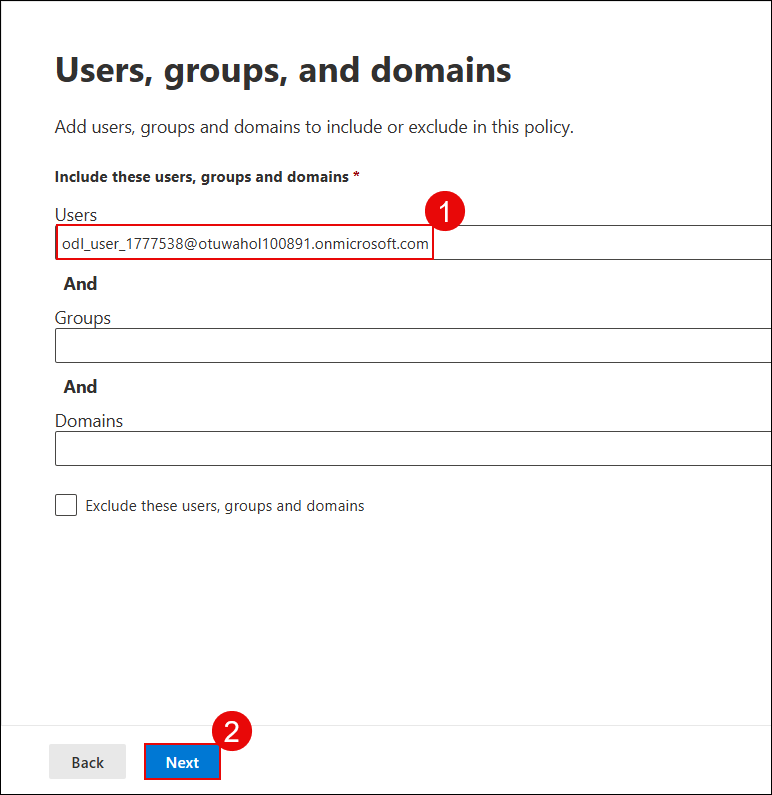 Users, groups, and domains
Add users, groups and domains to include or exclude in this policy.
Include these users, groups and domains *
1
Users
odl_user_1777538@otuwahol100891.onmicrosoft.com
And
Groups
And
Domains
Exclude these users, groups and domains
2
Back Next